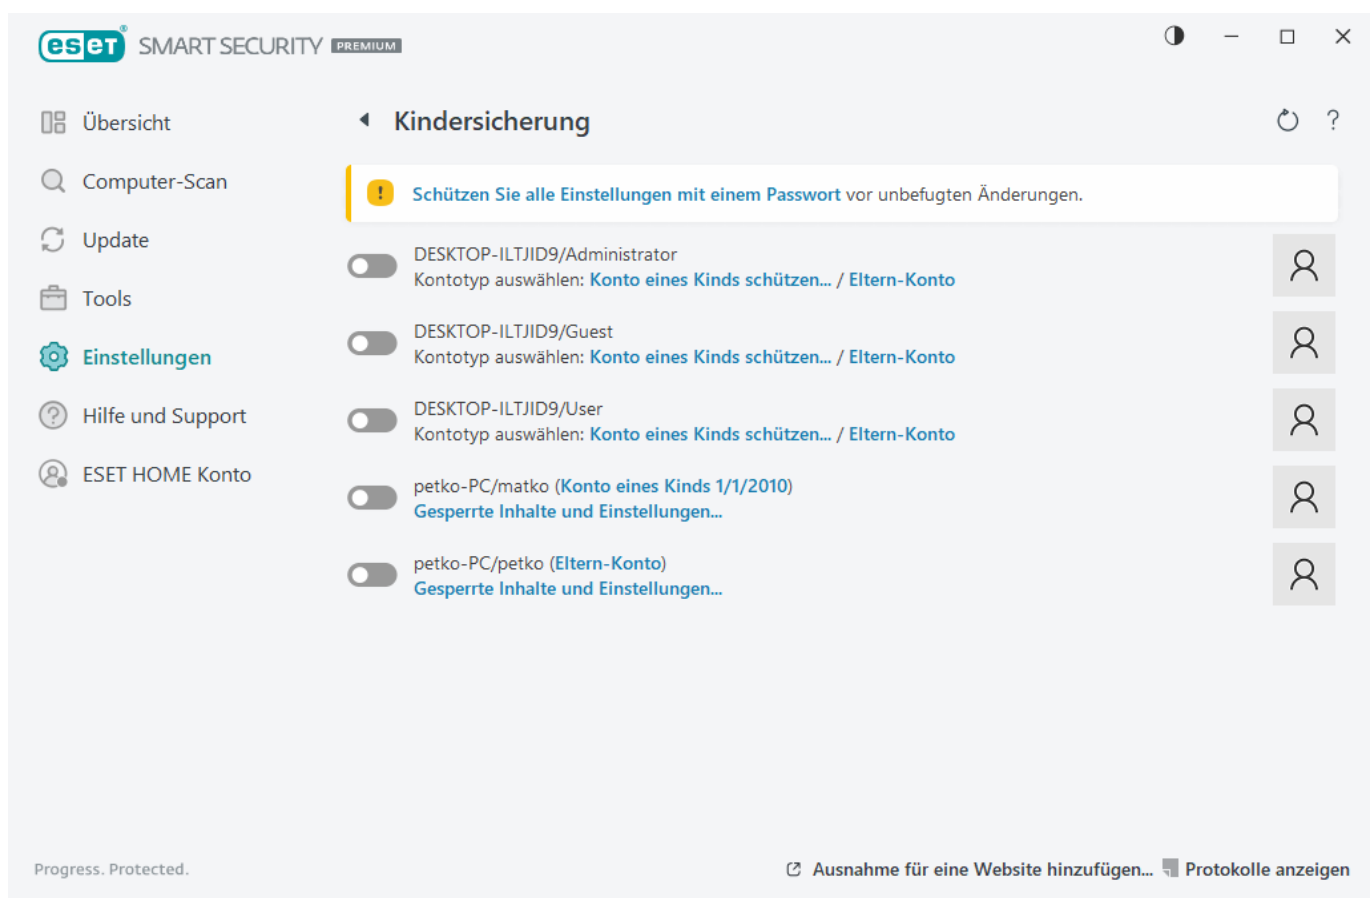 eset® SMART SECURITY PREMIUM
Übersicht
Computer-Scan
Update
Tools
Einstellungen
Hilfe und Support
ESET HOME Konto
Kindersicherung
?
! Schützen Sie alle Einstellungen mit einem Passwort vor unbefugten Änderungen.
DESKTOP-ILTJID9/Administrator
Kontotyp auswählen: Konto eines Kinds schützen... / Eltern-Konto
DESKTOP-ILTJID9/Guest
Kontotyp auswählen: Konto eines Kinds schützen... / Eltern-Konto
DESKTOP-ILTJID9/User
Kontotyp auswählen: Konto eines Kinds schützen... / Eltern-Konto
petko-PC/matko (Konto eines Kinds 1/1/2010)
Gesperrte Inhalte und Einstellungen...
petko-PC/petko (Eltern-Konto)
Gesperrte Inhalte und Einstellungen...
Progress. Protected.
Ausnahme für eine Website hinzufügen... Protokolle anzeigen